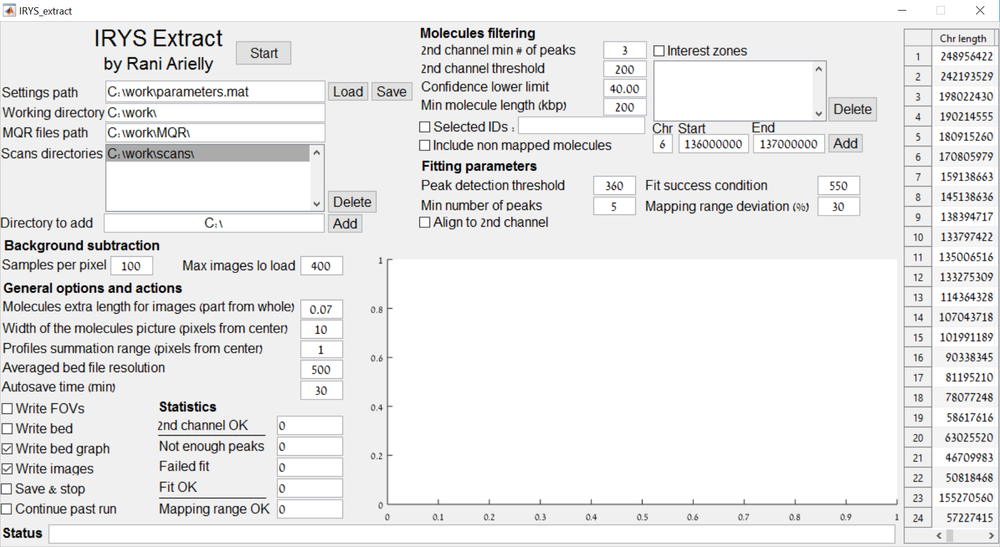 IRYS_extract
IRYS Extract
by Rani Arielly
Start
Settings path
C:\work\parameters.mat
Load
Save
Working directory
C:\work\
MQR files path
C:\work\MQR\
Scans directories
C:\work\scans\
Delete
Directory to add
C:\
Add
Background subtraction
Samples per pixel
100
Max images lo load
400
General options and actions
Molecules extra length for images (part from whole)
0.07
Width of the molecules picture (pixels from center)
10
Profiles summation range (pixels from center)
1
Averaged bed file resolution
500
Autosave time (min)
30
Write FOVs
Write bed
Write bed graph
Write images
Save & stop
Continue past run
Statistics
2nd channel OK
0
Not enough peaks
0
Failed fit
0
Fit OK
0
Mapping range OK
0
Status
Molecules filtering
2nd channel min # of peaks
3
2nd channel threshold
200
Confidence lower limit
40.00
Min molecule length (kbp)
200
Selected IDs :
Include non mapped molecules
Interest zones
Delete
Chr Start End
6
136000000
137000000
Add
Fitting parameters
Peak detection threshold
360
Fit success condition
550
Min number of peaks
5
Mapping range deviation (%)
30
Align to 2nd channel
1
0.8
0.6
0.4
0.2
0
0 0.1 0.2 0.3 0.4 0.5 0.6 0.7 0.8 0.9 1
Chr length
1 248956422
2 242193529
3 198022430
4 190214555
5 180915260
6 170805979
7 159138663
8 145138636
9 138394717
10 133797422
11 135006516
12 133275309
13 114364328
14 107043718
15 101991189
16 90338345
17 81195210
18 78077248
19 58617616
20 63025520
21 46709983
22 50818468
23 155270560
24 57227415